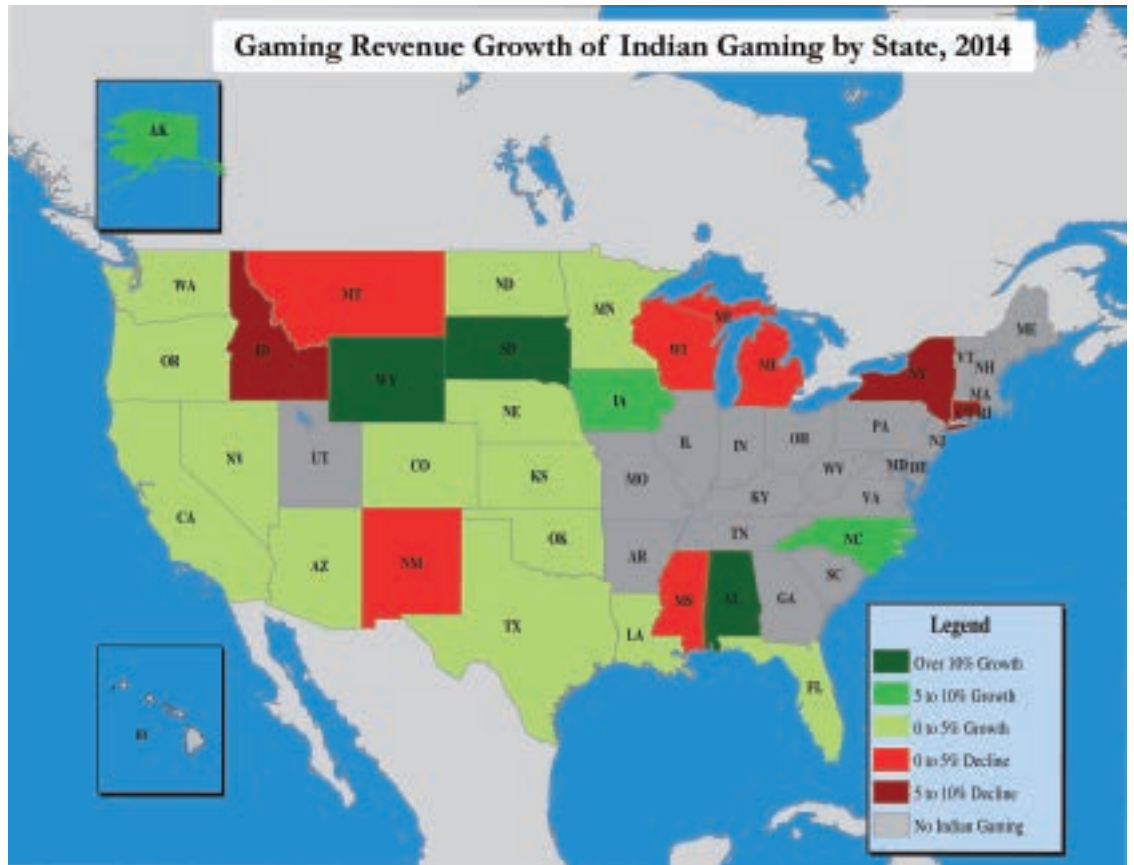 Gaming Revenue Growth of Indian Gaming by State, 2014
AK
WA
MT
ND
MN
OR
ID
WY
SD
WI
MI
MI
NY
VT
NH
ME
MA
CT
RI
IA
NE
NV
UT
CO
KS
CA
AZ
NM
OK
TX
MO
IL
IN
OH
PA
NJ
MD
DE
WV
VA
KY
TN
NC
SC
AR
MS
AL
GA
LA
FL
HI
Legend
Over 10% Growth
5 to 10% Growth
0 to 5% Growth
0 to 5% Decline
5 to 10% Decline
No Indian Gaming